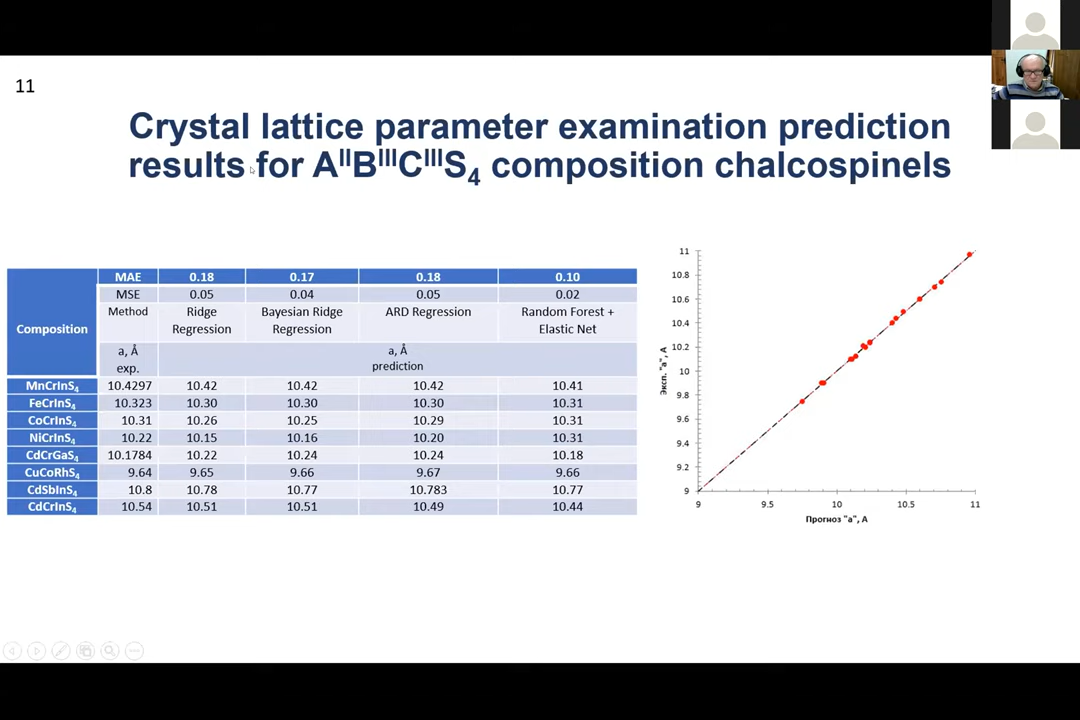 11
Crystal lattice parameter examination prediction
results for AᴵᴵBᴵᴵᴵCᴵᴵᴵS₄ composition chalcospinels
Composition MAE 0.18 0.17 0.18 0.10
MSE 0.05 0.04 0.05 0.02
Method Ridge Regression Bayesian Ridge Regression ARD Regression Random Forest + Elastic Net
a, Å exp. a, Å prediction
MnCrInS₄ 10.4297 10.42 10.42 10.42 10.41
FeCrInS₄ 10.323 10.30 10.30 10.30 10.31
CoCrInS₄ 10.31 10.26 10.25 10.29 10.31
NiCrInS₄ 10.22 10.15 10.16 10.20 10.31
CdCrGaS₄ 10.1784 10.22 10.24 10.24 10.18
CuCoRhS₄ 9.64 9.65 9.66 9.67 9.66
CdSbInS₄ 10.8 10.78 10.77 10.783 10.77
CdCrInS₄ 10.54 10.51 10.51 10.49 10.44
Эксп. "a", А
11
10.8
10.6
10.4
10.2
10
9.8
9.6
9.4
9.2
9
9 9.5 10 10.5 11
Прогноз "a", А